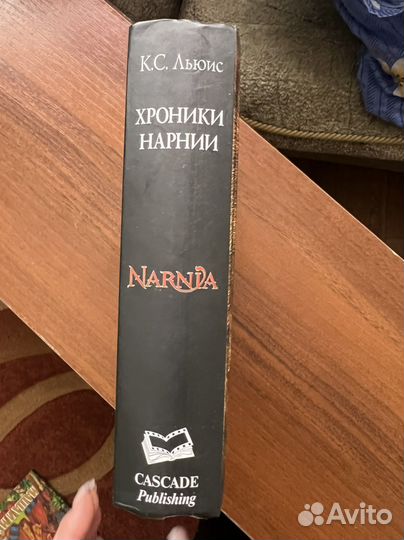 К.С. Льюис
ХРОНИКИ
НАРНИИ
NARNIA
CASCADE
Publishing
Avito